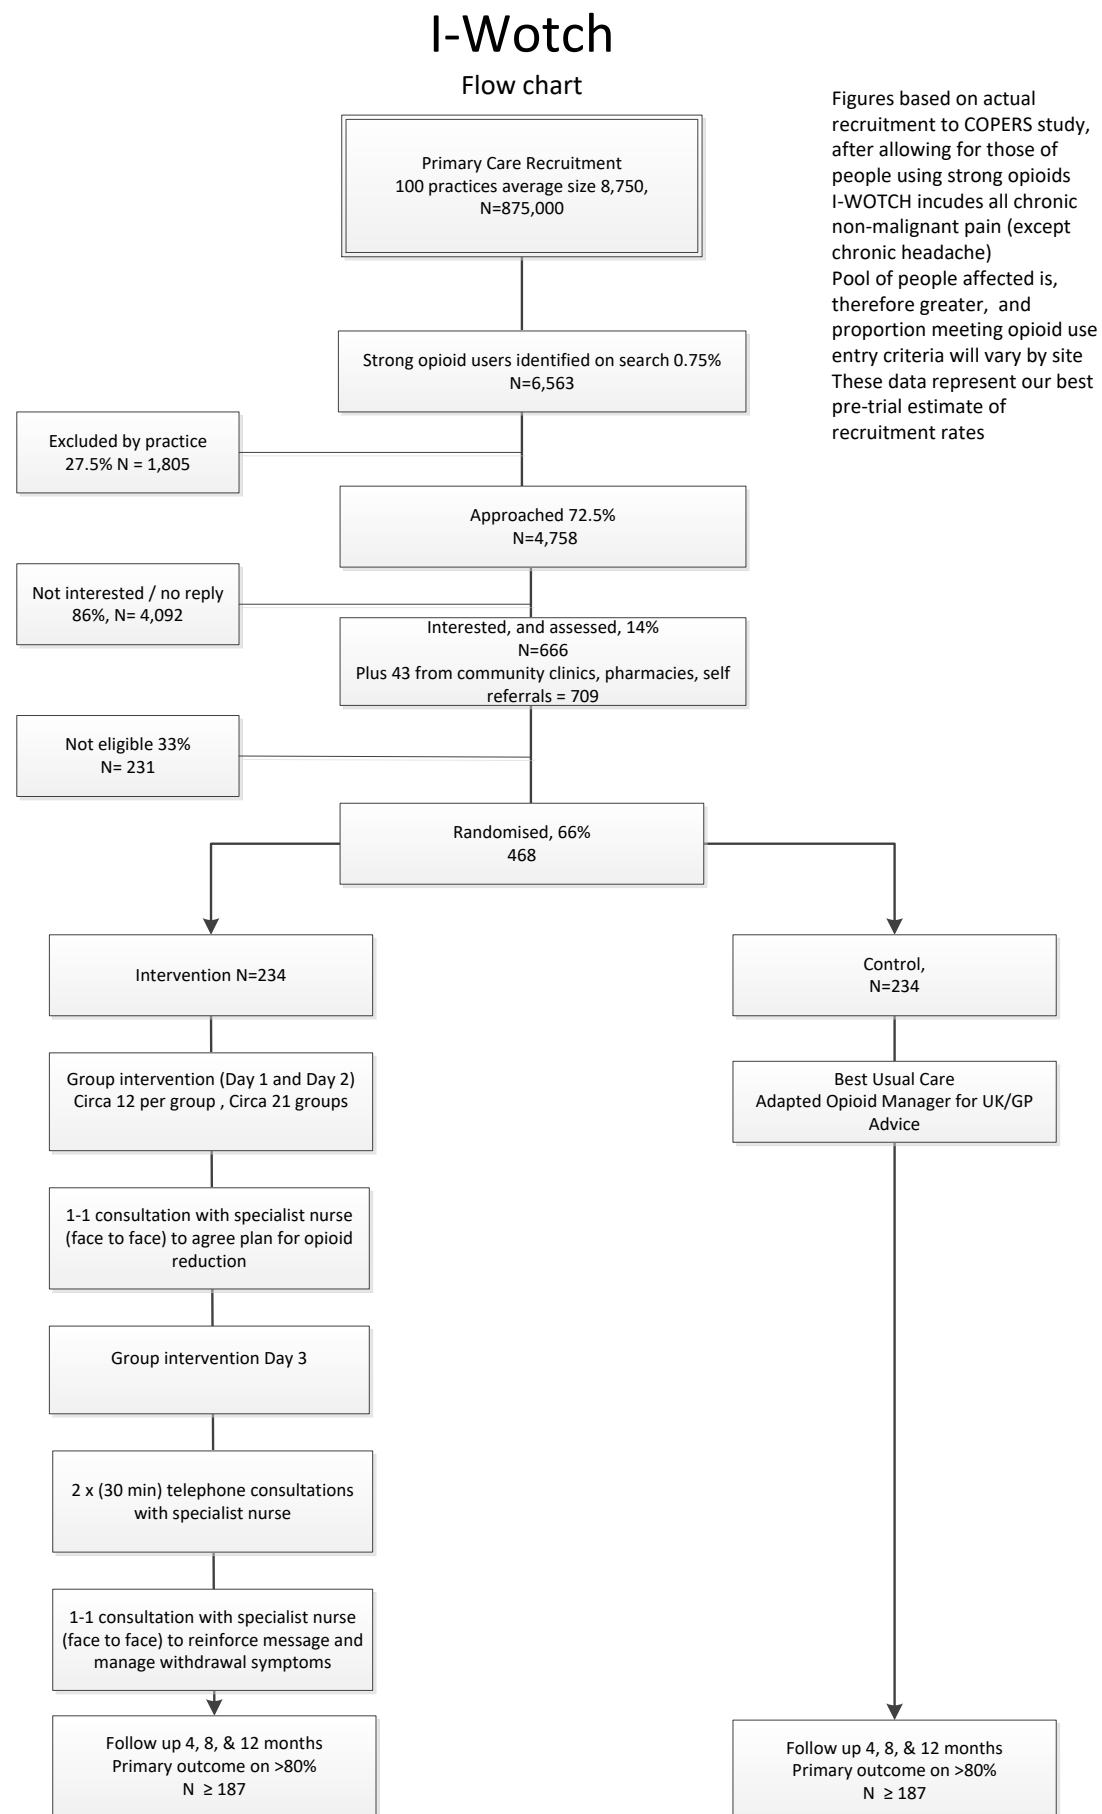 I-Wotch
Flow chart
Figures based on actual
recruitment to COPERS study,
after allowing for those of
people using strong opioids
I-WOTCH incudes all chronic
non-malignant pain (except
chronic headache)
Pool of people affected is,
therefore greater, and
proportion meeting opioid use
entry criteria will vary by site
These data represent our best
pre-trial estimate of
recruitment rates
Primary Care Recruitment
100 practices average size 8,750,
N=875,000
Strong opioid users identified on search 0.75%
N=6,563
Excluded by practice
27.5% N = 1,805
Approached 72.5%
N=4,758
Not interested / no reply
86%, N= 4,092
Interested, and assessed, 14%
N=666
Plus 43 from community clinics, pharmacies, self
referrals = 709
Not eligible 33%
N= 231
Randomised, 66%
468
Intervention N=234
Control,
N=234
Group intervention (Day 1 and Day 2)
Circa 12 per group , Circa 21 groups
Best Usual Care
Adapted Opioid Manager for UK/GP
Advice
1-1 consultation with specialist nurse
(face to face) to agree plan for opioid
reduction
Group intervention Day 3
2 x (30 min) telephone consultations
with specialist nurse
1-1 consultation with specialist nurse
(face to face) to reinforce message and
manage withdrawal symptoms
Follow up 4, 8, & 12 months
Primary outcome on >80%
N ≥ 187
Follow up 4, 8, & 12 months
Primary outcome on >80%
N ≥ 187